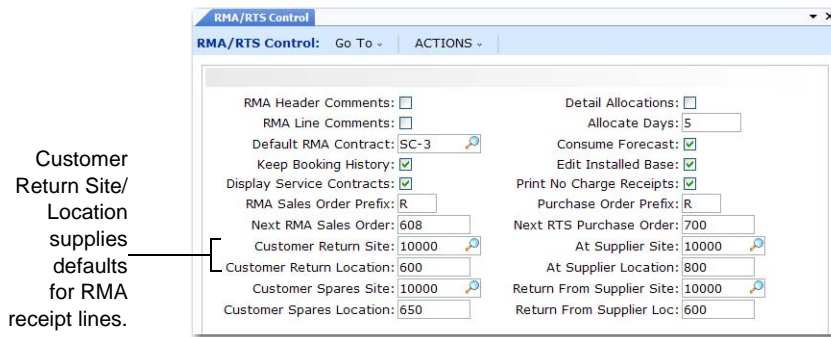 RMA/RTS Control
RMA/RTS Control: Go To ACTIONS
RMA Header Comments: Detail Allocations:
RMA Line Comments: Allocate Days: 5
Default RMA Contract: SC-3 Consume Forecast:
Keep Booking History: Edit Installed Base:
Display Service Contracts: Print No Charge Receipts:
RMA Sales Order Prefix: R Purchase Order Prefix: R
Next RMA Sales Order: 608 Next RTS Purchase Order: 700
Customer Return Site: 10000 At Supplier Site: 10000
Customer Return Location: 600 At Supplier Location: 800
Customer Spares Site: 10000 Return From Supplier Site: 10000
Customer Spares Location: 650 Return From Supplier Loc: 600
Customer
Return Site/
Location
supplies
defaults
for RMA
receipt lines.